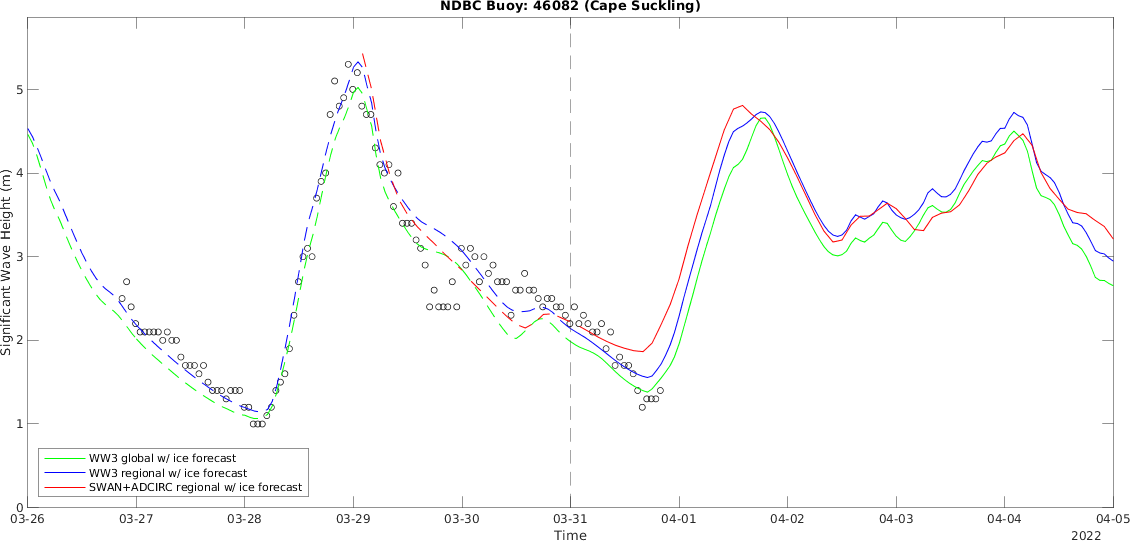 NDBC Buoy: 46082 (Cape Suckling)
Significant Wave Height (m)
5
4
3
2
1
0
WW3 global w/ ice forecast
WW3 regional w/ ice forecast
SWAN+ADCIRC regional w/ ice forecast
03-26 03-27 03-28 03-29 03-30 03-31 04-01 04-02 04-03 04-04 04-05
Time
2022